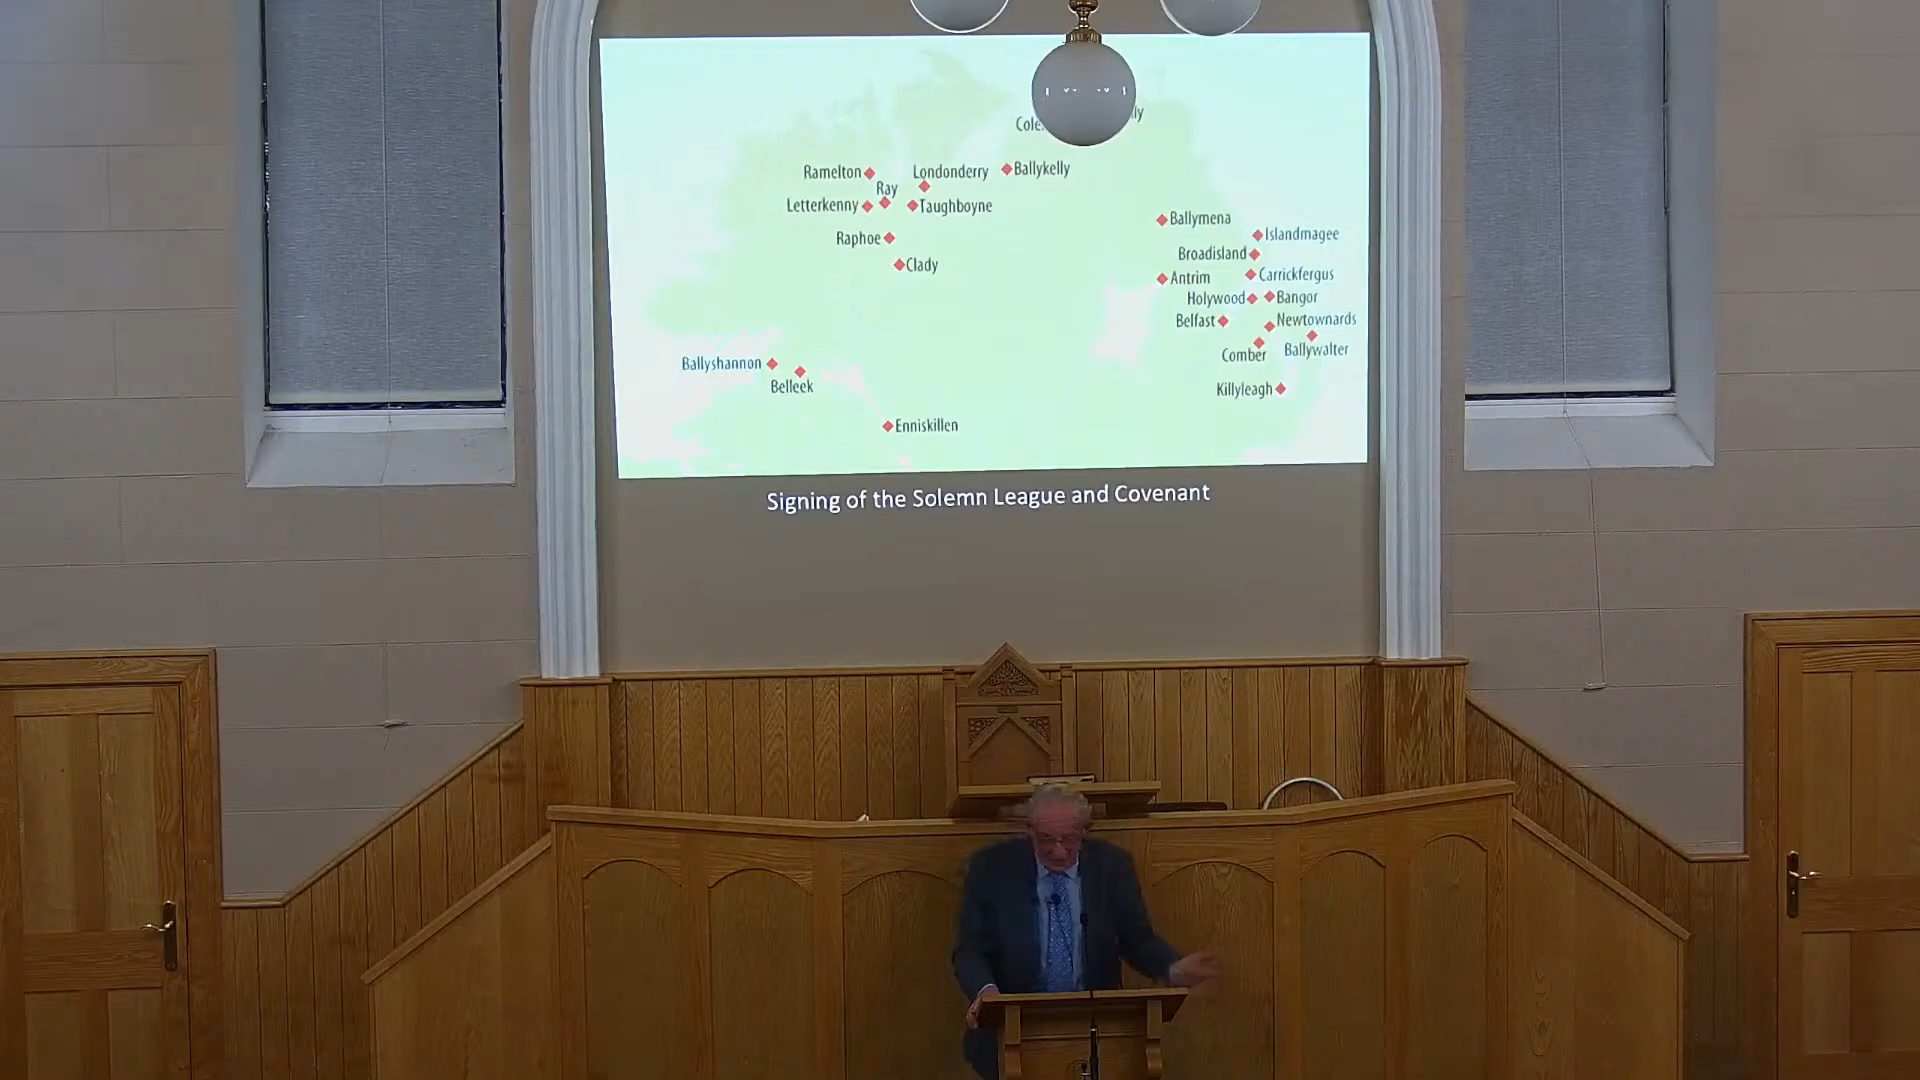 Ramelton
Londonderry
Ballykelly
Ray
Letterkenny
Taughboyne
Raphoe
Clady
Ballymena
Islandmagee
Broadisland
Antrim
Carrickfergus
Holywood
Bangor
Belfast
Newtownards
Comber
Ballywalter
Ballyshannon
Belleek
Killyleagh
Enniskillen
Signing of the Solemn League and Covenant